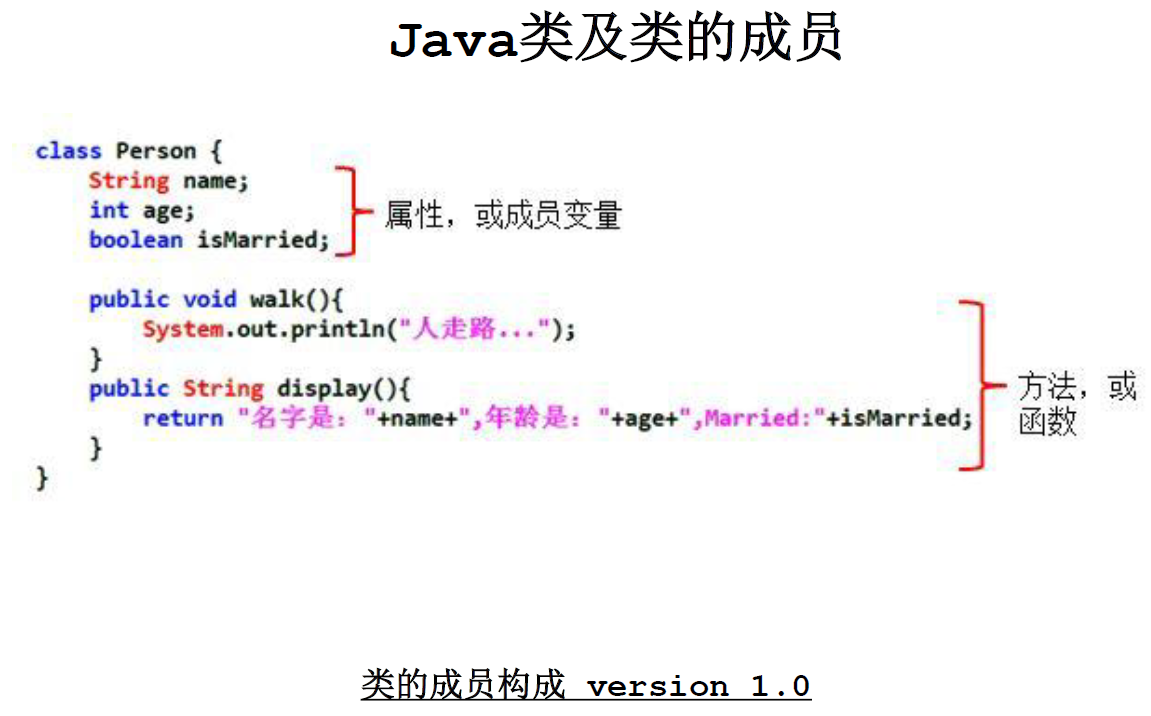 Java类及类的成员
class Person {
String name;
int age;
boolean isMarried;
属性，或成员变量
public void walk(){
System.out.println("人走路...");
}
public String display(){
return "名字是："+name+",年龄是："+age+",Married:"+isMarried;
}
}
方法，或
函数
类的成员构成 version 1.0